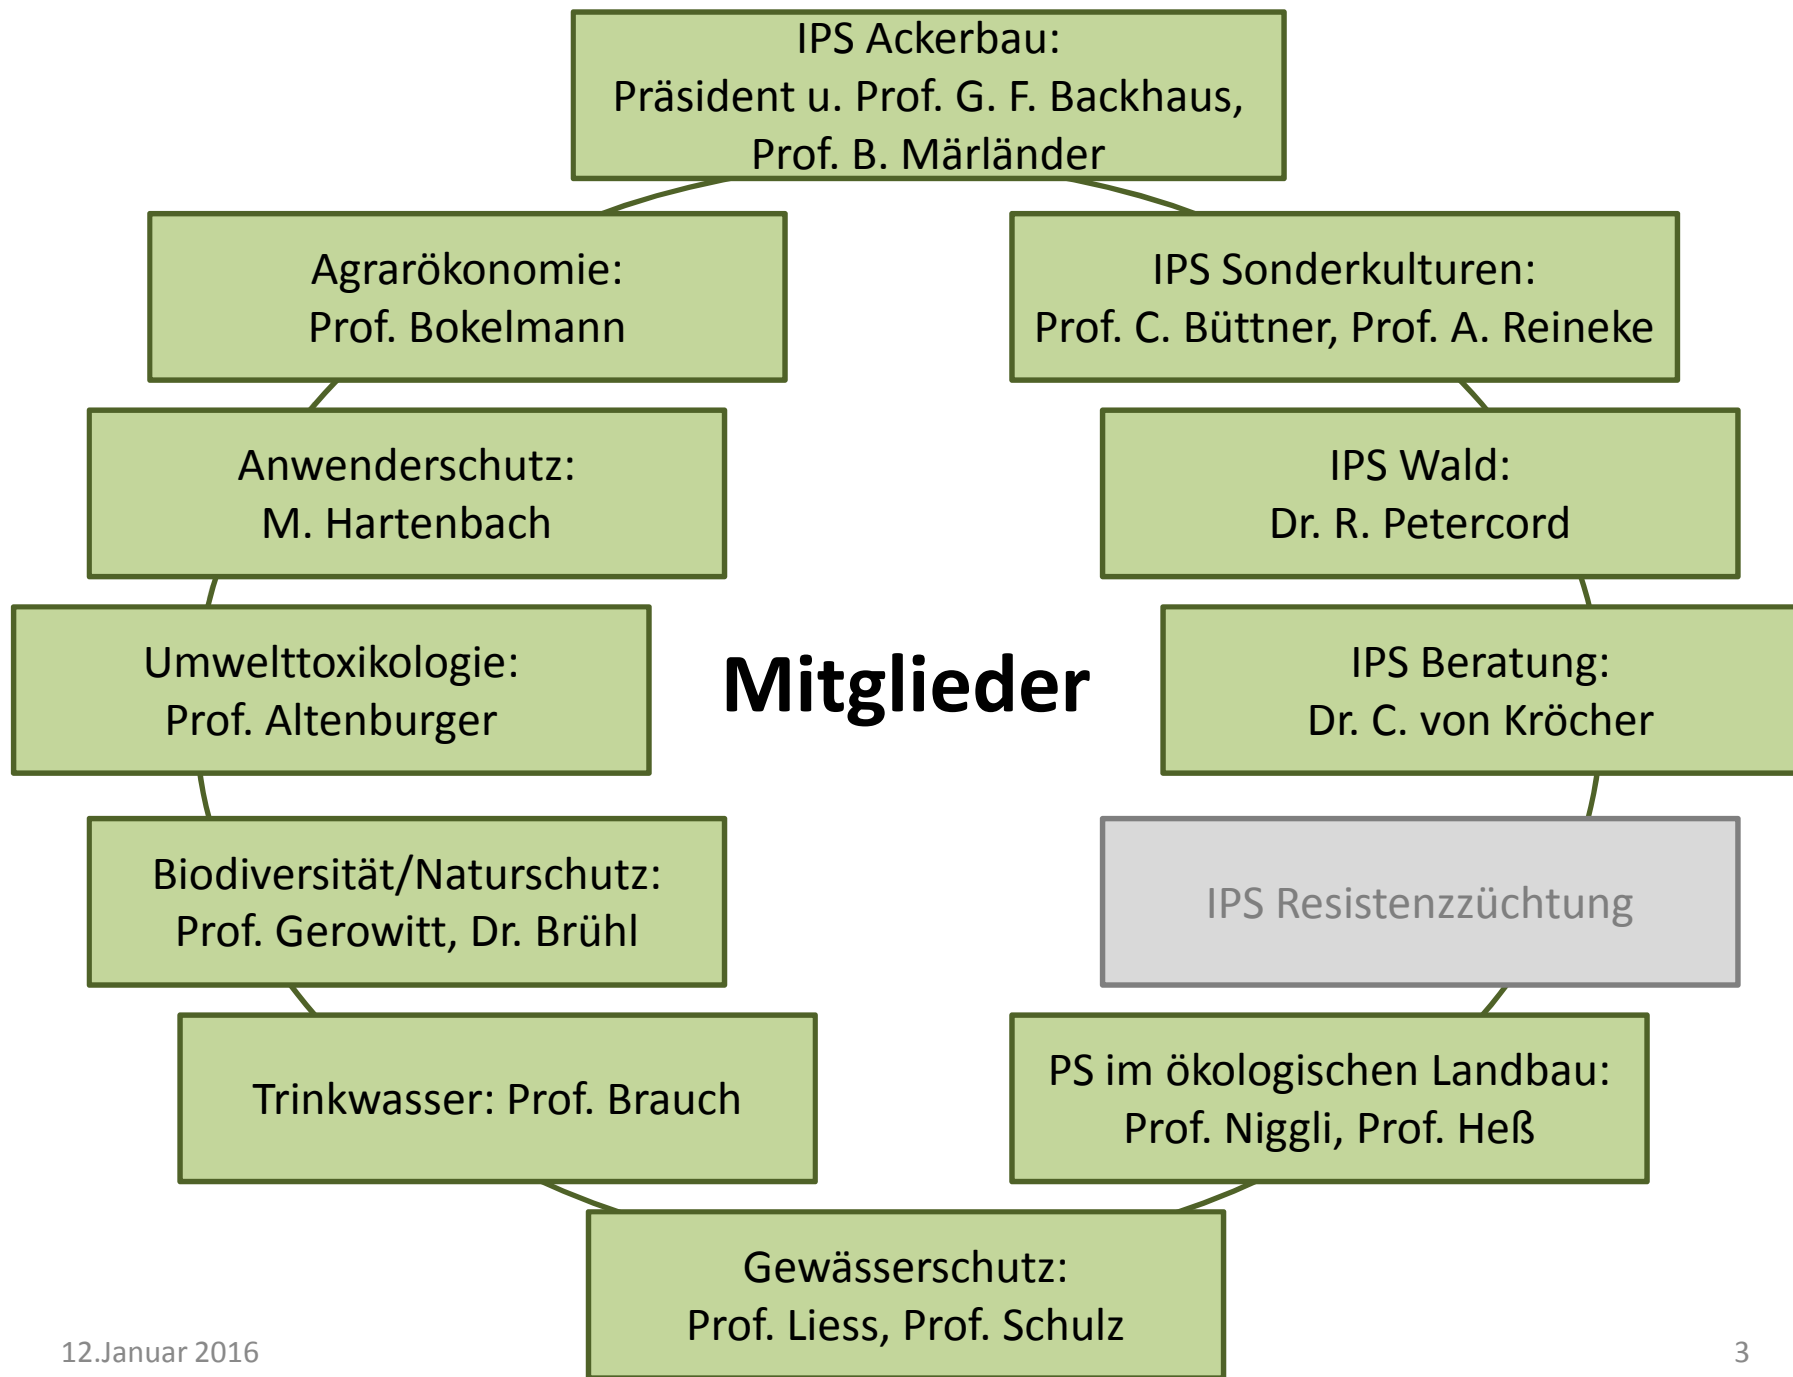 IPS Ackerbau:
Präsident u. Prof. G. F. Backhaus,
Prof. B. Märländer
Agrarökonomie:
Prof. Bokelmann
IPS Sonderkulturen:
Prof. C. Büttner, Prof. A. Reineke
Anwenderschutz:
M. Hartenbach
IPS Wald:
Dr. R. Petercord
Umwelttoxikologie:
Prof. Altenburger
Mitglieder
IPS Beratung:
Dr. C. von Kröcher
Biodiversität/Naturschutz:
Prof. Gerowitt, Dr. Brühl
IPS Resistenzzüchtung
Trinkwasser: Prof. Brauch
PS im ökologischen Landbau:
Prof. Niggli, Prof. Heß
Gewässerschutz:
Prof. Liess, Prof. Schulz
12.Januar 2016
3